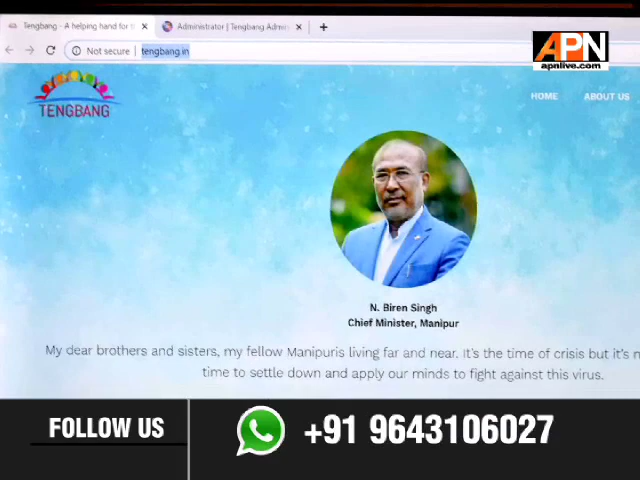 Tengbang - A helping hand for th
Administrator | Tengbang Admi
Not secure
tengbang.in
APN
apnlive.com
TENGBANG
HOME
ABOUT US
N. Biren Singh
Chief Minister, Manipur
My dear brothers and sisters, my fellow Manipuris living far and near. It's the time of crisis but it's n
time to settle down and apply our minds to fight against this virus.
FOLLOW US
+91 9643106027